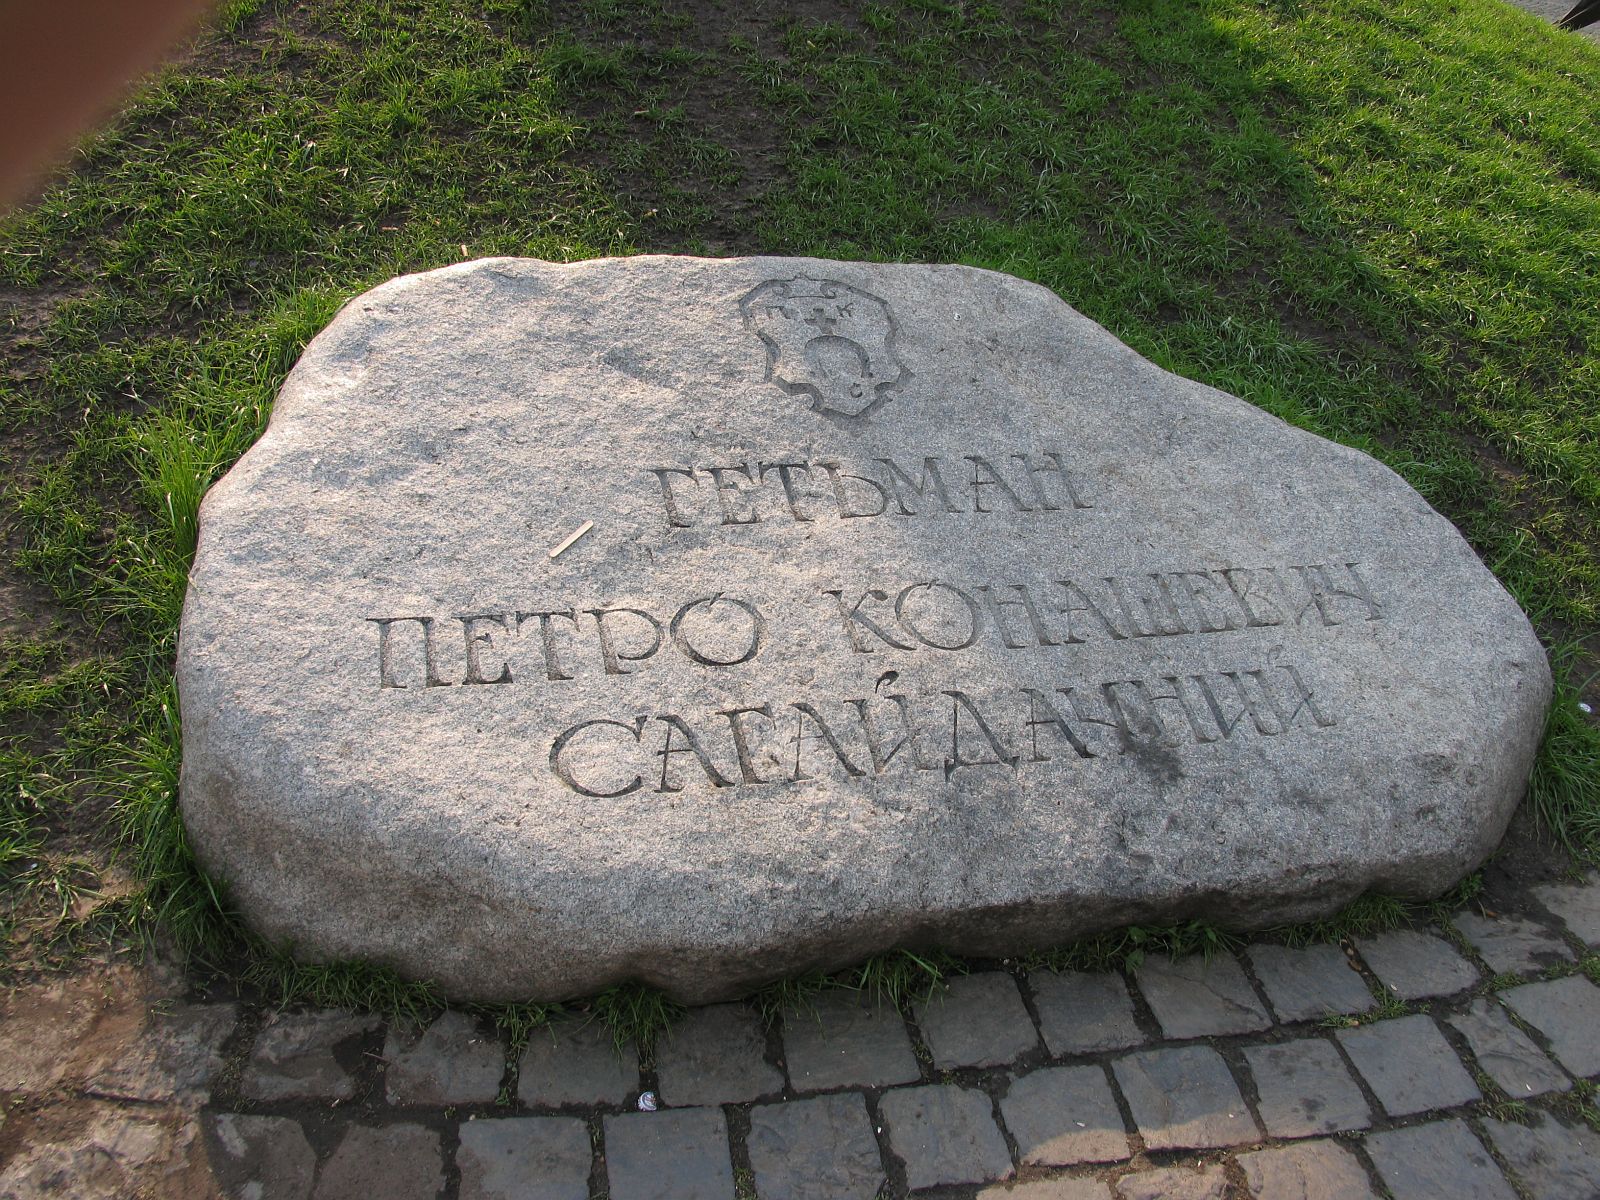 П К
С
ГЕТЬМАН
ПЕТРО КОНАШЕВИЧ
САГАЙДАЧНИЙ